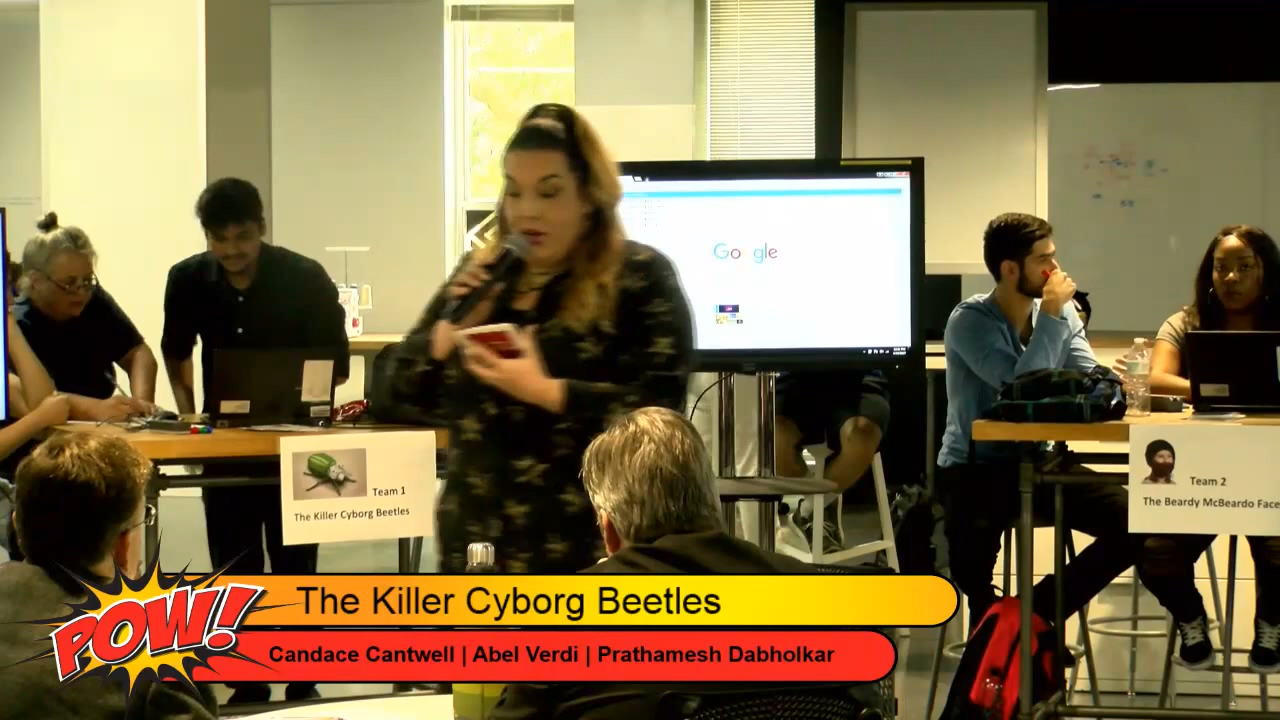 Google
Team 1
The Killer Cyborg Beetles
Team 2
The Beardy McBeardo Face
POW!
The Killer Cyborg Beetles
Candace Cantwell | Abel Verdi | Prathamesh Dabholkar